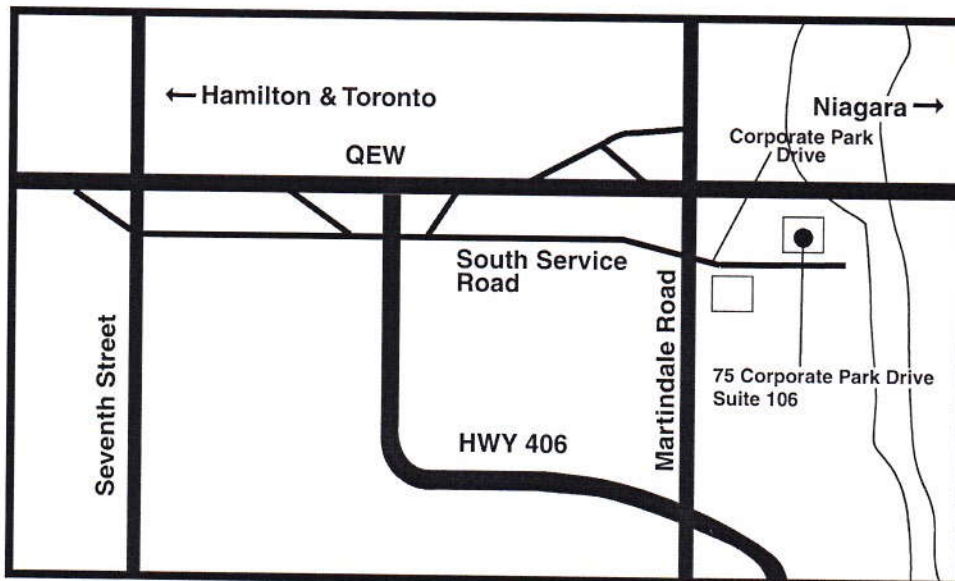 ← Hamilton & Toronto
Niagara →
Corporate Park
Drive
QEW
South Service
Road
Seventh Street
Martindale Road
75 Corporate Park Drive
Suite 106
HWY 406